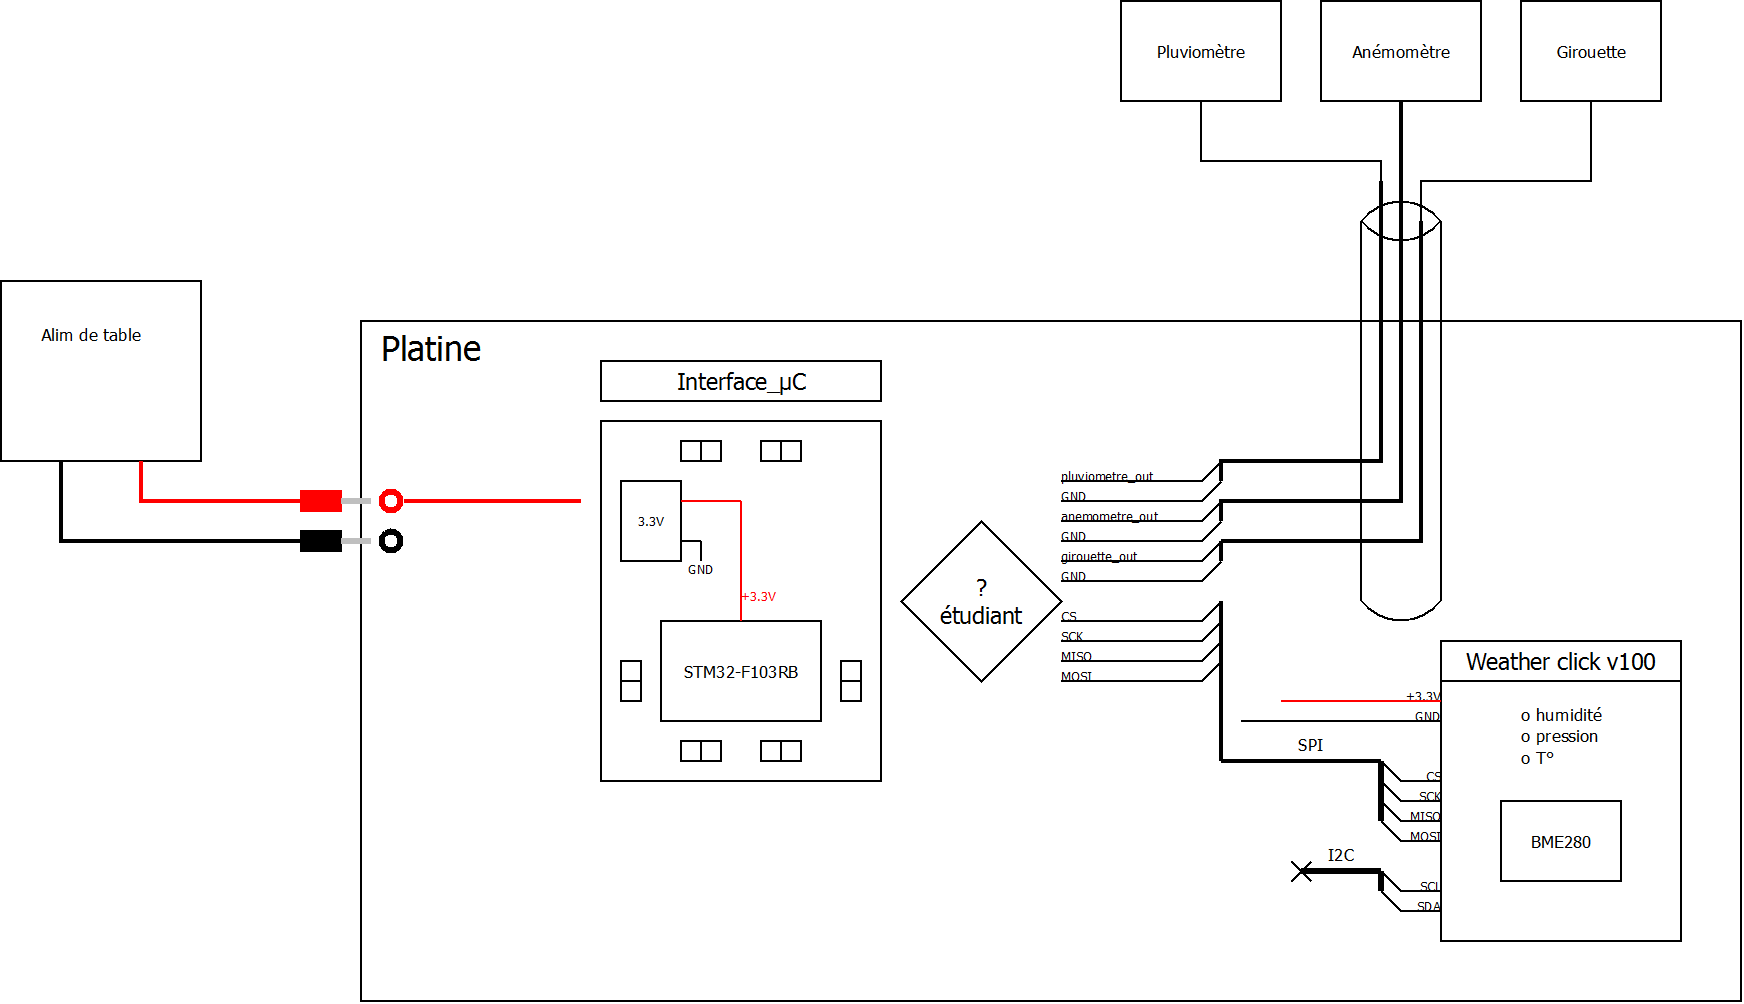 Pluviomètre
Anémomètre
Girouette
Alim de table
Platine
Interface_µC
3.3V
GND
+3.3V
STM32-F103RB
?
étudiant
pluviometre_out
GND
anemometre_out
GND
girouette_out
GND
CS
SCK
MISO
MOSI
Weather click v100
+3.3V
GND
o humidité
o pression
o T°
SPI
CS
SCK
MISO
MOSI
BME280
I2C
SCL
SDA